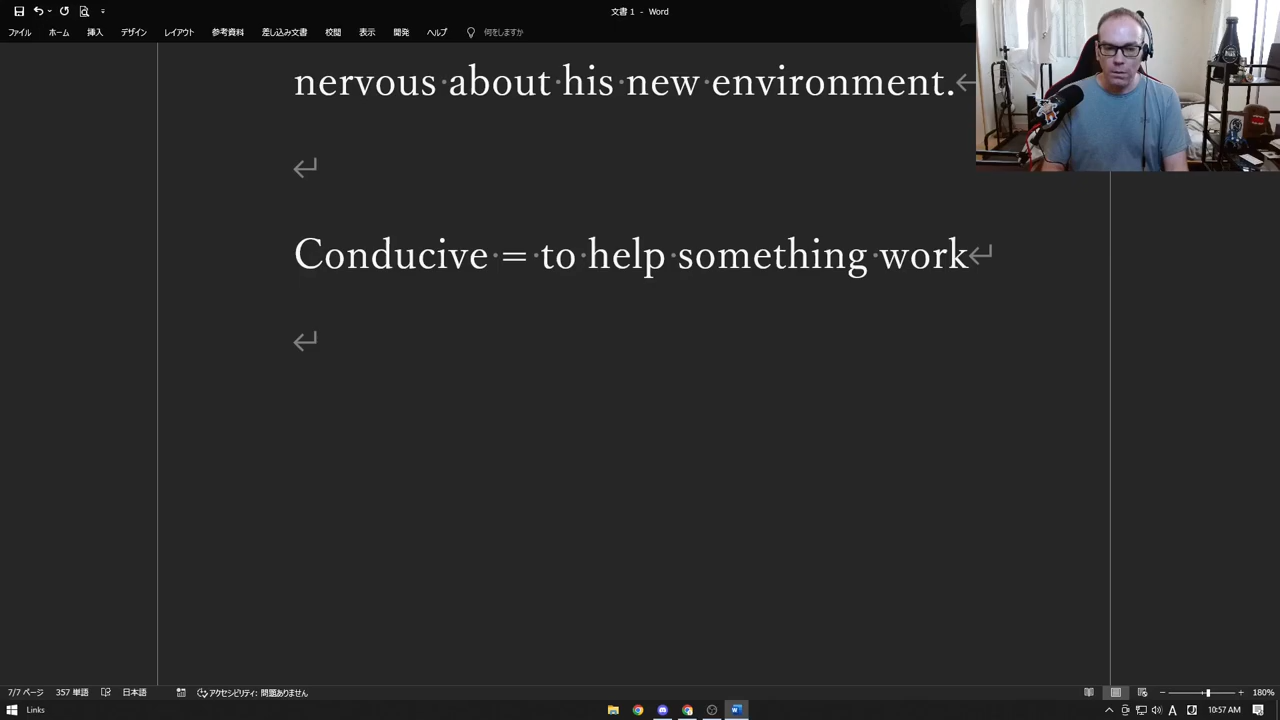 文書 1 - Word
ファイル ホーム 挿入 デザイン レイアウト 参考資料 差し込み文書 校閲 表示 開発 ヘルプ 何をしますか
nervous about his new environment.
Conducive = to help something work
7/7 ページ 357 単語 日本語 アクセシビリティ: 問題ありません 180%
Links A 10:57 AM